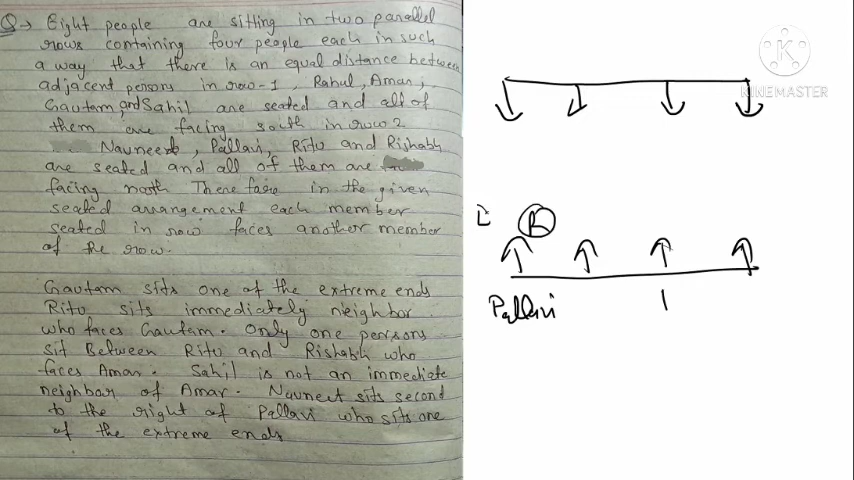 Q→ Eight people are sitting in two parallel
rows containing four people each in such
a way that there is an equal distance between
adjacent persons in row-1, Rahul, Aman,
Gautam, and Sahil are seated and all of
them are facing south in row 2
Navneet, Pallavi, Ritu and Rishabh
are seated and all of them are
facing north There fore in the given
seated arrangement each member
seated in row faces another member
of the row.
Gautam sits one of the extreme ends
Ritu sits immediately neighbor
who faces Gautam. Only one persons
sit Between Ritu and Rishabh who
faces Aman. Sahil is not an immediate
neighbar of Aman. Navneet sits second
to the right of Pallavi who sits one
of the extreme ends
K
KINEMASTER
L
R
Pallavi